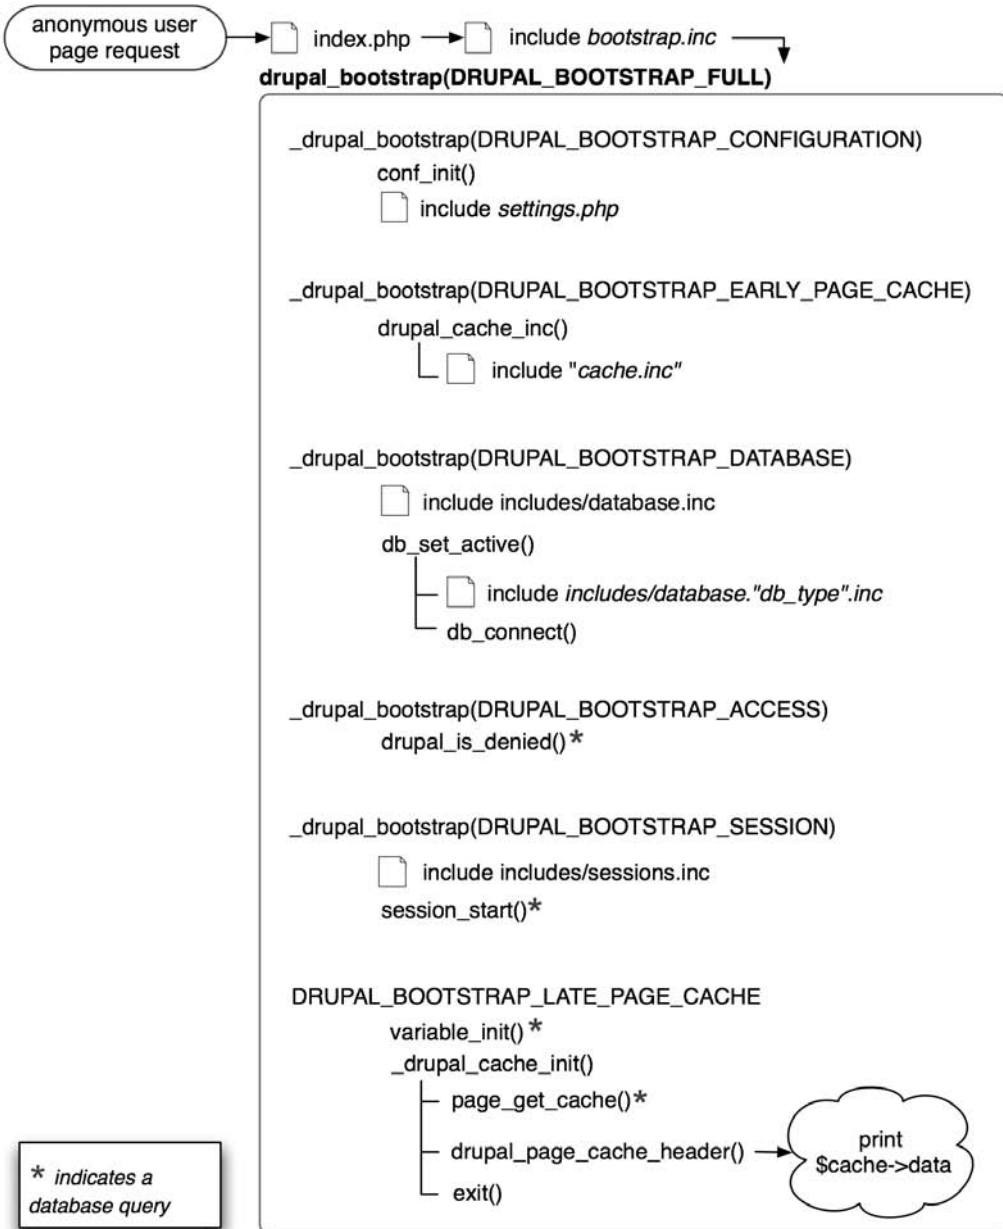 anonymous user
page request
index.php
include bootstrap.inc
drupal_bootstrap(DRUPAL_BOOTSTRAP_FULL)
_drupal_bootstrap(DRUPAL_BOOTSTRAP_CONFIGURATION)
conf_init()
include settings.php
_drupal_bootstrap(DRUPAL_BOOTSTRAP_EARLY_PAGE_CACHE)
drupal_cache_inc()
include "cache.inc"
_drupal_bootstrap(DRUPAL_BOOTSTRAP_DATABASE)
include includes/database.inc
db_set_active()
include includes/database."db_type".inc
db_connect()
_drupal_bootstrap(DRUPAL_BOOTSTRAP_ACCESS)
drupal_is_denied()*
_drupal_bootstrap(DRUPAL_BOOTSTRAP_SESSION)
include includes/sessions.inc
session_start()*
DRUPAL_BOOTSTRAP_LATE_PAGE_CACHE
variable_init()*
_drupal_cache_init()
page_get_cache()*
drupal_page_cache_header()
exit()
print
$cache->data
* indicates a
database query